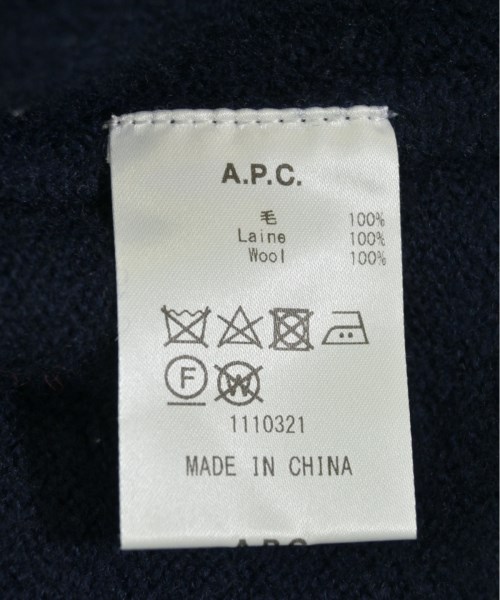 A.P.C.
毛 100%
Laine 100%
Wool 100%
F W
1110321
MADE IN CHINA
A.P.C.